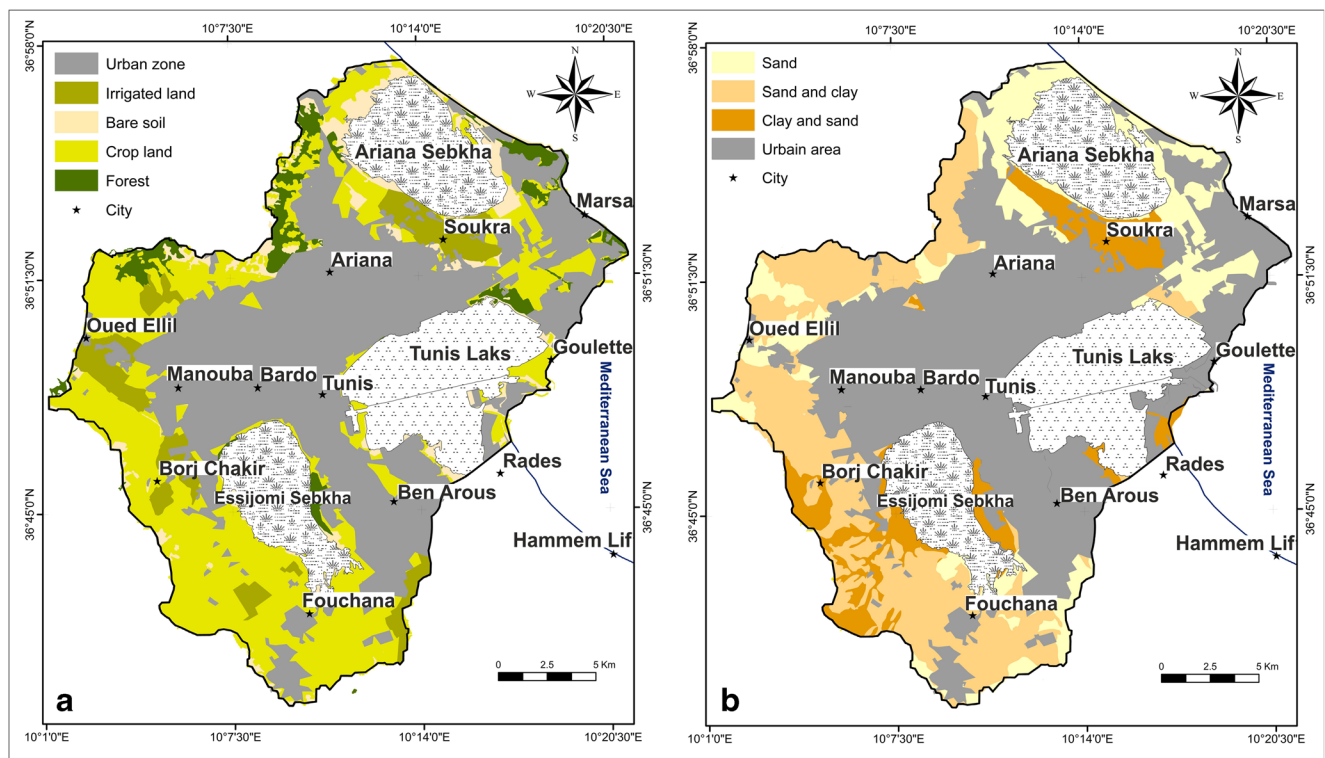 10°7'30"E
10°14'0"E
10°20'30"E
36°58'0"N
36°58'0"N
Urban zone
Irrigated land
Bare soil
Crop land
Forest
City
N
W
E
S
Ariana Sebkha
Marsa
Soukra
Ariana
36°51'30"N
Oued Ellil
Tunis Laks
Goulette
Manouba
Bardo
Tunis
Mediterranean Sea
Borj Chakir
Rades
Essijomi Sebkha
Ben Arous
36°45'0"N
36°45'0"N
Hammem Lif
Fouchana
0
2.5
5 Km
a
10°1'0"E
10°7'30"E
10°14'0"E
10°20'30"E
10°7'30"E
10°14'0"E
10°20'30"E
Sand
Sand and clay
Clay and sand
Urbain area
City
N
W
E
S
Ariana Sebkha
Marsa
Soukra
Ariana
36°51'30"N
36°51'30"N
36°51'30"N
Oued Ellil
Tunis Laks
Goulette
Manouba
Bardo
Tunis
Mediterranean Sea
Borj Chakir
Rades
Essijomi Sebkha
Ben Arous
36°45'0"N
Hammem Lif
Fouchana
0
2.5
5 Km
b
10°1'0"E
10°7'30"E
10°14'0"E
10°20'30"E